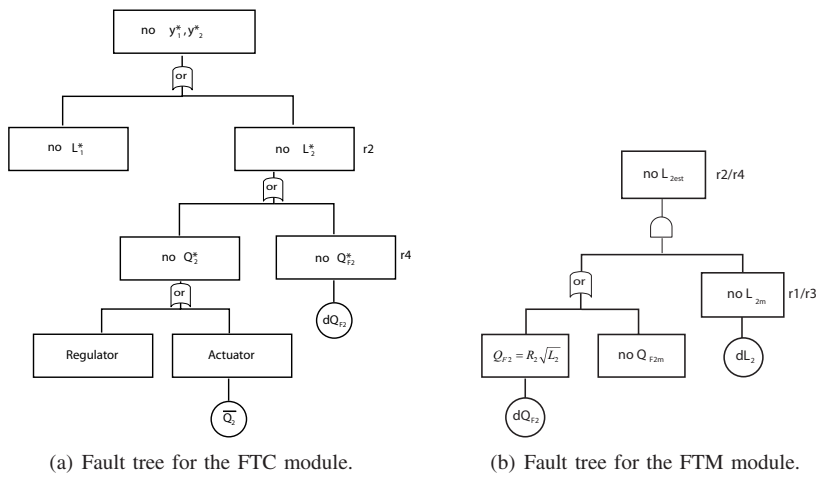 no y*1, y*2
or
no L*1
no L*2
r2
or
no Q*2
no Q*F2
r4
or
dQF2
Regulator
Actuator
Q̅2
(a) Fault tree for the FTC module.
no L2est
r2/r4
or
no L2m
r1/r3
QF2 = R2√L2
no QF2m
dL2
dQF2
(b) Fault tree for the FTM module.